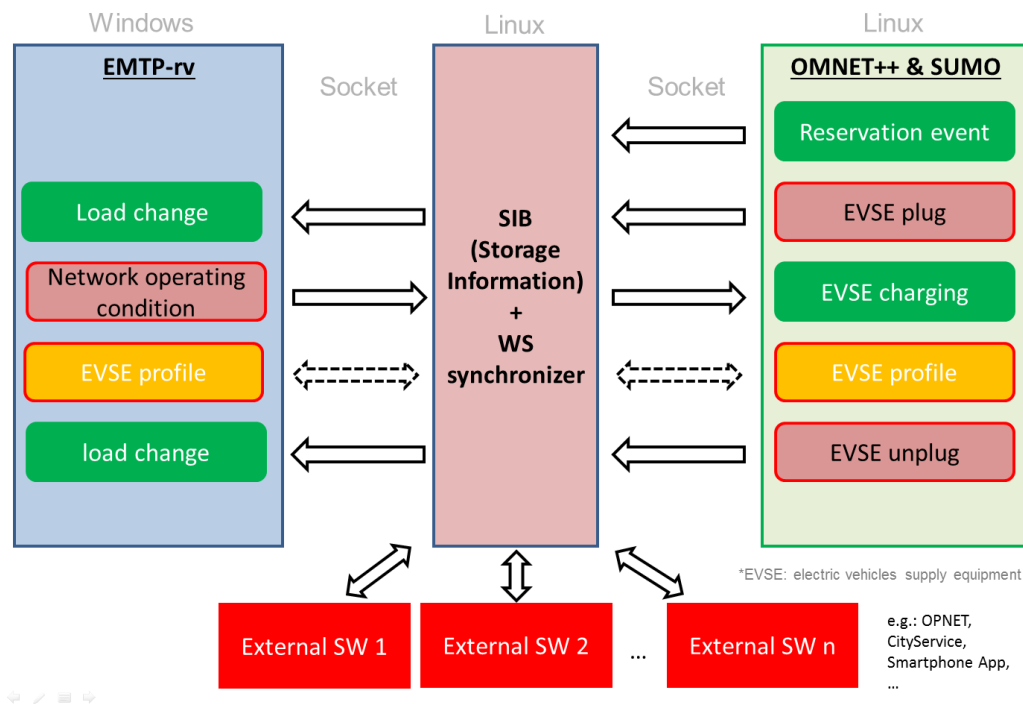 Windows
Linux
Linux
EMTP-rv
Socket
Socket
OMNET++ & SUMO
Reservation event
Load change
EVSE plug
Network operating
condition
EVSE charging
EVSE profile
EVSE profile
load change
EVSE unplug
SIB
(Storage
Information)
+
WS
synchronizer
*EVSE: electric vehicles supply equipment
External SW 1
External SW 2
...
External SW n
e.g.: OPNET,
CityService,
Smartphone App,
...